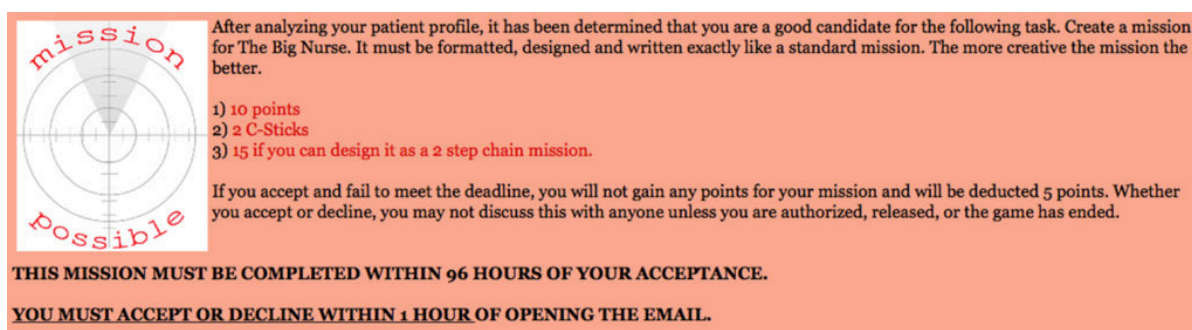 mission
After analyzing your patient profile, it has been determined that you are a good candidate for the following task. Create a mission
for The Big Nurse. It must be formatted, designed and written exactly like a standard mission. The more creative the mission the
better.
1) 10 points
2) 2 C-Sticks
3) 15 if you can design it as a 2 step chain mission.
If you accept and fail to meet the deadline, you will not gain any points for your mission and will be deducted 5 points. Whether
you accept or decline, you may not discuss this with anyone unless you are authorized, released, or the game has ended.
possible
THIS MISSION MUST BE COMPLETED WITHIN 96 HOURS OF YOUR ACCEPTANCE.
YOU MUST ACCEPT OR DECLINE WITHIN 1 HOUR OF OPENING THE EMAIL.